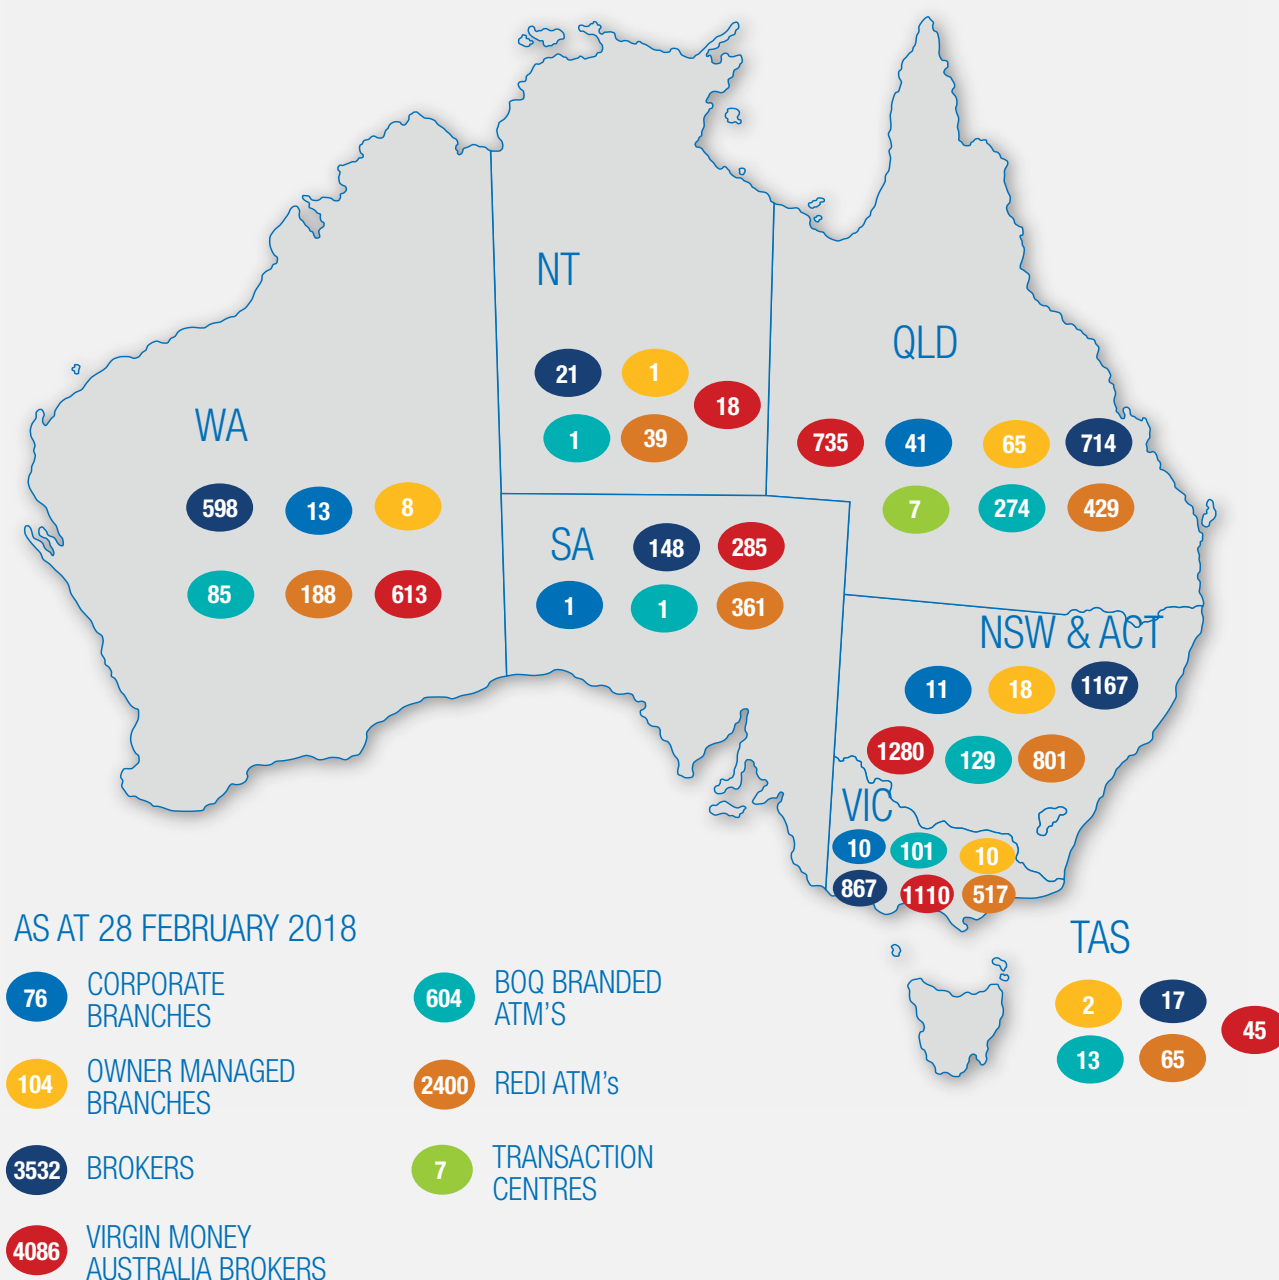 NT
21 1
18
1 39
QLD
735 41 65 714
7 274 429
WA
598 13 8
85 188 613
SA 148 285
1 1 361
NSW & ACT
11 18 1167
1280 129 801
VIC
10 101 10
867 1110 517
TAS
2 17
45
13 65
AS AT 28 FEBRUARY 2018
76 CORPORATE
BRANCHES
104 OWNER MANAGED
BRANCHES
3532 BROKERS
4086 VIRGIN MONEY
AUSTRALIA BROKERS
604 BOQ BRANDED
ATM'S
2400 REDI ATM's
7 TRANSACTION
CENTRES